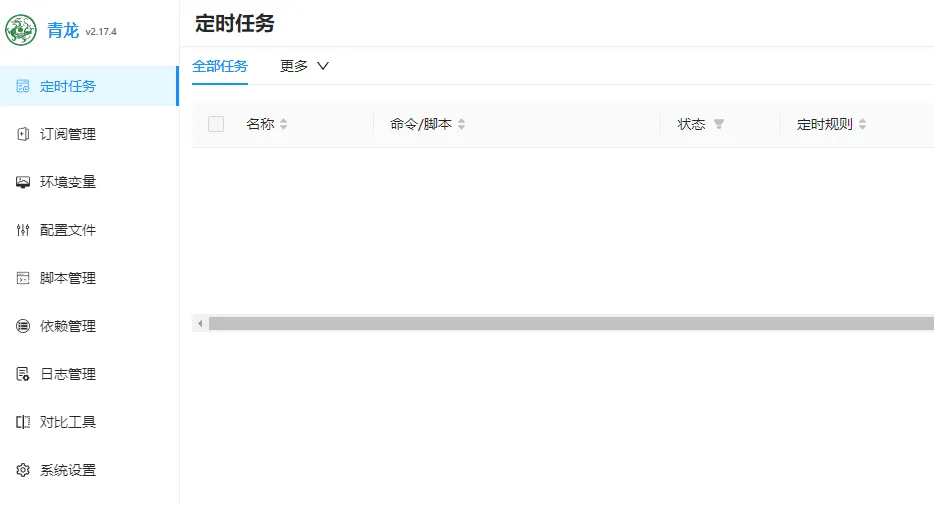 青龙 v2.17.4
定时任务
订阅管理
环境变量
配置文件
脚本管理
依赖管理
日志管理
对比工具
系统设置
定时任务
全部任务 更多
名称 命令/脚本 状态 定时规则